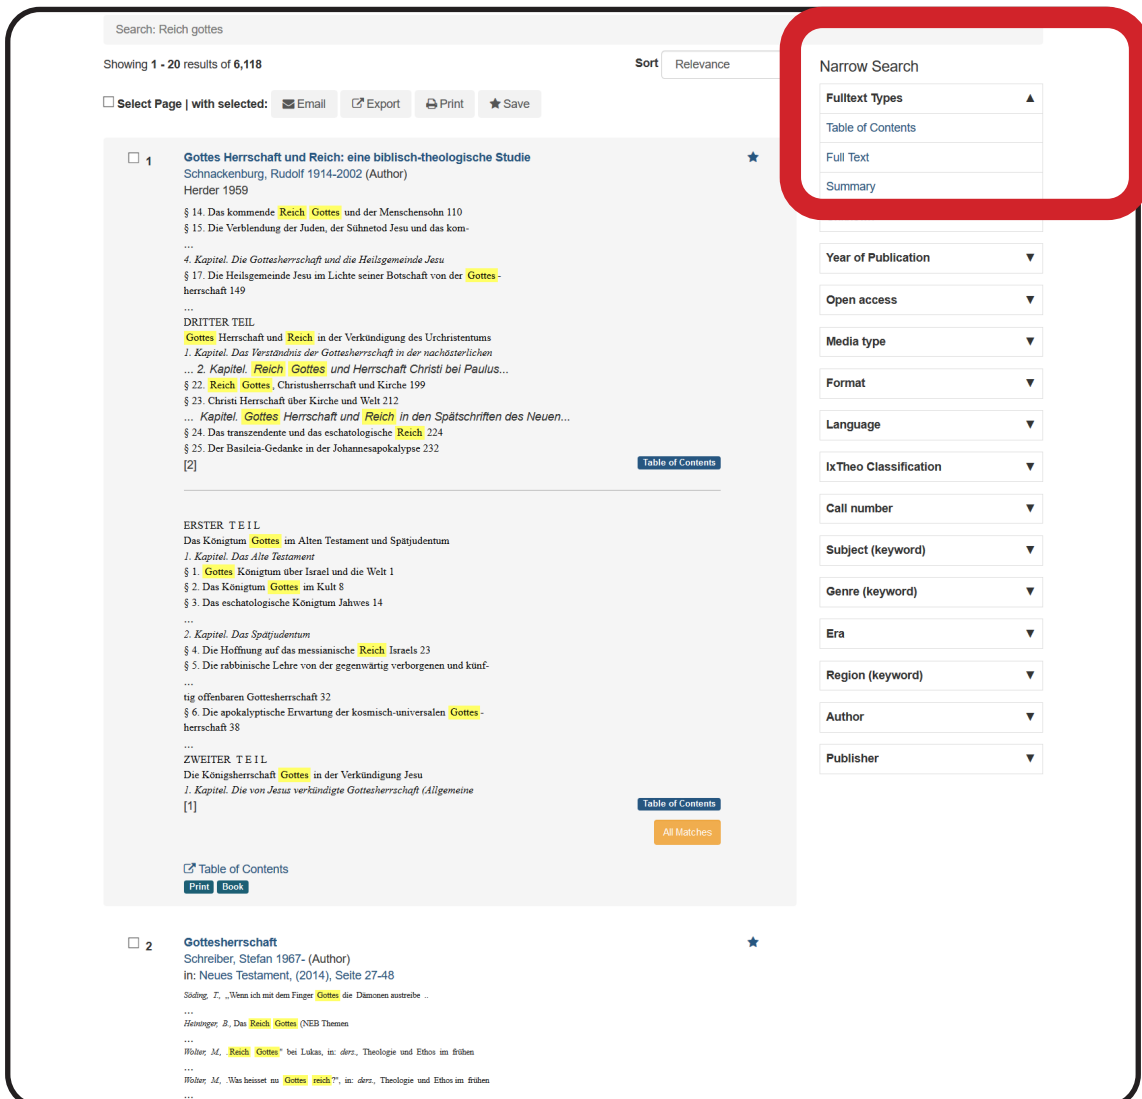 Search: Reich gottes
Showing 1 - 20 results of 6,118
Sort Relevance
Select Page | with selected: Email Export Print Save
1 Gottes Herrschaft und Reich: eine biblisch-theologische Studie
Schnackenburg, Rudolf 1914-2002 (Author)
Herder 1959
§ 14. Das kommende Reich Gottes und der Menschensohn 110
§ 15. Die Verblendung der Juden, der Sühnetod Jesu und das kom-
...
4. Kapitel. Die Gottesherrschaft und die Heilsgemeinde Jesu
§ 17. Die Heilsgemeinde Jesu im Lichte seiner Botschaft von der Gottes -
herrschaft 149
...
DRITTER TEIL
Gottes Herrschaft und Reich in der Verkündigung des Urchristentums
1. Kapitel. Das Verständnis der Gottesherrschaft in der nachösterlichen
... 2. Kapitel. Reich Gottes und Herrschaft Christi bei Paulus...
§ 22. Reich Gottes , Christusherrschaft und Kirche 199
§ 23. Christi Herrschaft über Kirche und Welt 212
... Kapitel. Gottes Herrschaft und Reich in den Spätschriften des Neuen...
§ 24. Das transzendente und das eschatologische Reich 224
§ 25. Der Basileia-Gedanke in der Johannesapokalypse 232
[2] Table of Contents
ERSTER T E I L
Das Königtum Gottes im Alten Testament und Spätjudentum
1. Kapitel. Das Alte Testament
§ 1. Gottes Königtum über Israel und die Welt 1
§ 2. Das Königtum Gottes im Kult 8
§ 3. Das eschatologische Königtum Jahwes 14
...
2. Kapitel. Das Spätjudentum
§ 4. Die Hoffnung auf das messianische Reich Israels 23
§ 5. Die rabbinische Lehre von der gegenwärtig verborgenen und künf-
...
tig offenbaren Gottesherrschaft 32
§ 6. Die apokalyptische Erwartung der kosmisch-universalen Gottes -
herrschaft 38
...
ZWEITER T E I L
Die Königsherrschaft Gottes in der Verkündigung Jesu
1. Kapitel. Die von Jesus verkündigte Gottesherrschaft (Allgemeine
[1] Table of Contents
All Matches
Table of Contents
Print Book
2 Gottesherrschaft
Schreiber, Stefan 1967- (Author)
in: Neues Testament, (2014), Seite 27-48
Söding, T., „Wenn ich mit dem Finger Gottes die Dämonen austreibe ..
...
Heininger, B., Das Reich Gottes (NEB Themen
...
Wolter, M., .Reich Gottes" bei Lukas, in: ders., Theologie und Ethos im frühen
...
Wolter, M., .Was heisset nu Gottes reich?", in: ders., Theologie und Ethos im frühen
...
Narrow Search
Fulltext Types ▲
Table of Contents
Full Text
Summary
Year of Publication ▼
Open access ▼
Media type ▼
Format ▼
Language ▼
IxTheo Classification ▼
Call number ▼
Subject (keyword) ▼
Genre (keyword) ▼
Era ▼
Region (keyword) ▼
Author ▼
Publisher ▼